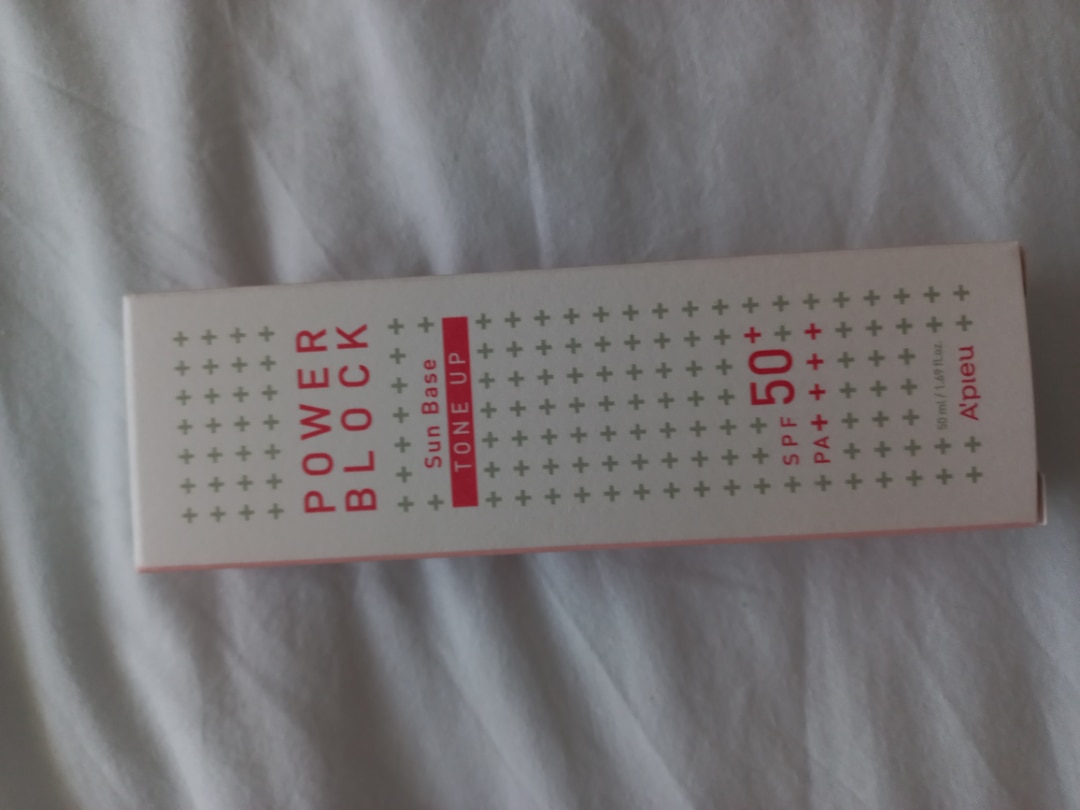 POWER
BLOCK
Sun Base
TONE UP
SPF 50+
PA++++
50 ml / 1.69 fl.oz.
A'pieu